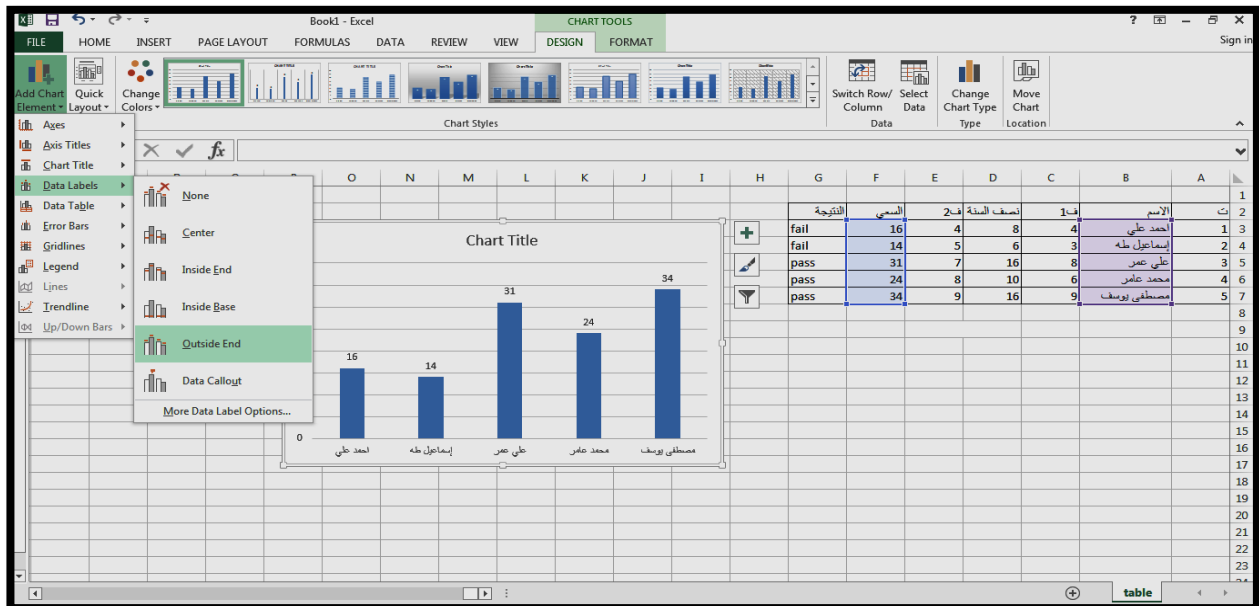 Book1 - Excel
CHART TOOLS
?
FILE HOME INSERT PAGE LAYOUT FORMULAS DATA REVIEW VIEW DESIGN FORMAT Sign in
Add Chart Element
Quick Layout
Change Colors
Switch Row/ Column
Select Data
Change Chart Type
Move Chart
Chart Styles
Data
Type
Location
fx
Axes
Axis Titles
Chart Title
Data Labels
Data Table
Error Bars
Gridlines
Legend
Lines
Trendline
Up/Down Bars
None
Center
Inside End
Inside Base
Outside End
Data Callout
More Data Label Options...
O N M L K J I H G F E D C B A
1
2 ت الاسم ف1 نصف السنة ف2 السعي النتيجة
3 1 احمد علي 4 8 4 16 fail
4 2 إسماعيل طه 3 6 5 14 fail
5 3 علي عمر 8 16 7 31 pass
6 4 محمد عامر 6 10 8 24 pass
7 5 مصطفى يوسف 9 16 9 34 pass
8
9
10
11
12
13
14
15
16
17
18
19
20
21
22
23
Chart Title
16 14 31 24 34
0
احمد علي
إسماعيل طه
علي عمر
محمد عامر
مصطفى يوسف
table